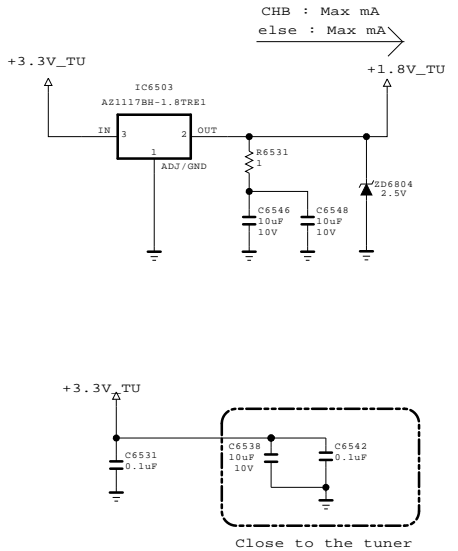 CHB : Max mA
else : Max mA
+3.3V_TU
+1.8V_TU
IC6503
AZ1117BH-1.8TRE1
IN 3 2 OUT
1
ADJ/GND
R6531
1
ZD6804
2.5V
C6546
10uF
10V
C6548
10uF
10V
+3.3V_TU
C6531
0.1uF
C6538
10uF
10V
C6542
0.1uF
Close to the tuner